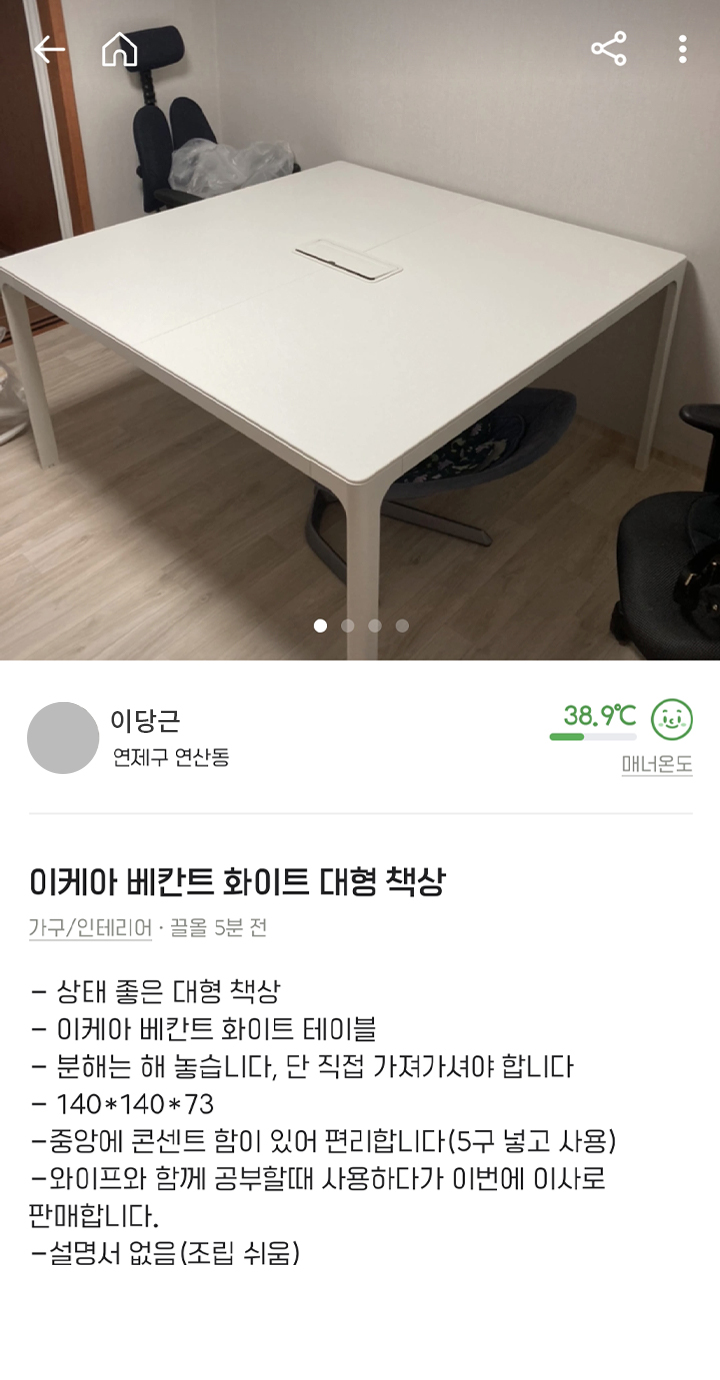 이당근
연제구 연산동
38.9℃
매너온도
이케아 베칸트 화이트 대형 책상
가구/인테리어 · 끌올 5분 전
- 상태 좋은 대형 책상
- 이케아 베칸트 화이트 테이블
- 분해는 해 놓습니다, 단 직접 가져가셔야 합니다
- 140*140*73
-중앙에 콘센트 함이 있어 편리합니다(5구 넣고 사용)
-와이프와 함께 공부할때 사용하다가 이번에 이사로
판매합니다.
-설명서 없음(조립 쉬움)